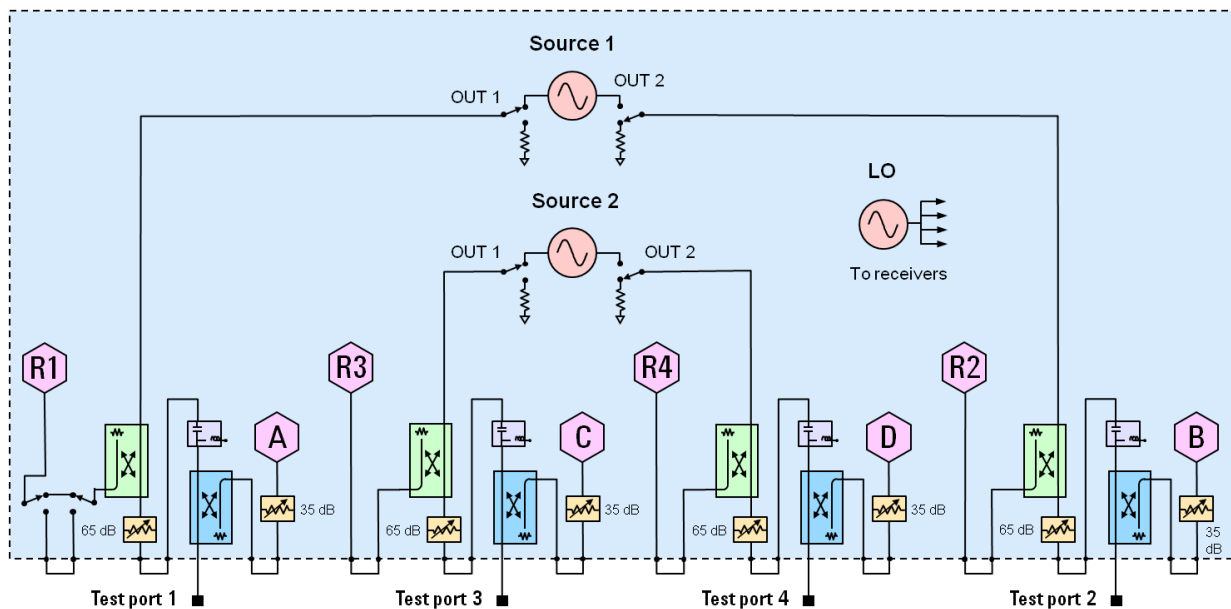 Source 1
OUT 1
OUT 2
LO
Source 2
OUT 1
OUT 2
To receivers
R1
R3
R4
R2
A
C
D
B
65 dB
35 dB
65 dB
35 dB
65 dB
35 dB
65 dB
35
dB
Test port 1
Test port 3
Test port 4
Test port 2